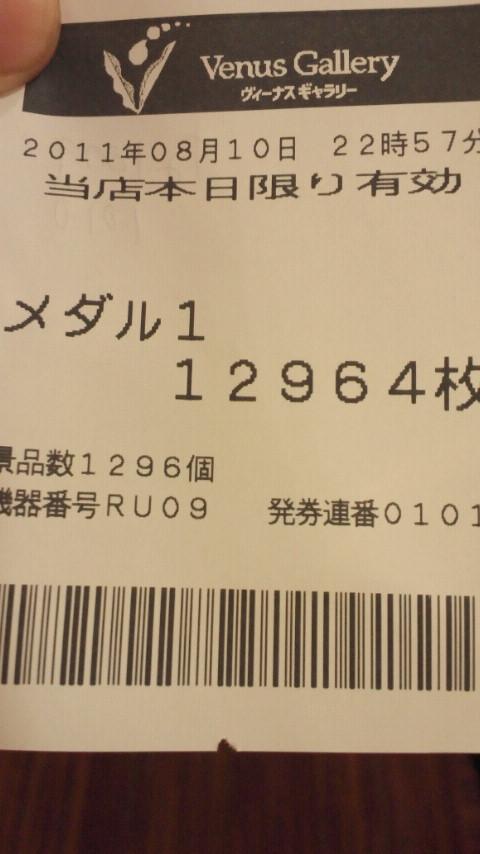 Venus Gallery
ヴィーナスギャラリー
2011年08月10日 22時57分
当店本日限り有効
メダル1
12964枚
景品数1296個
機器番号RU09 発券連番0101